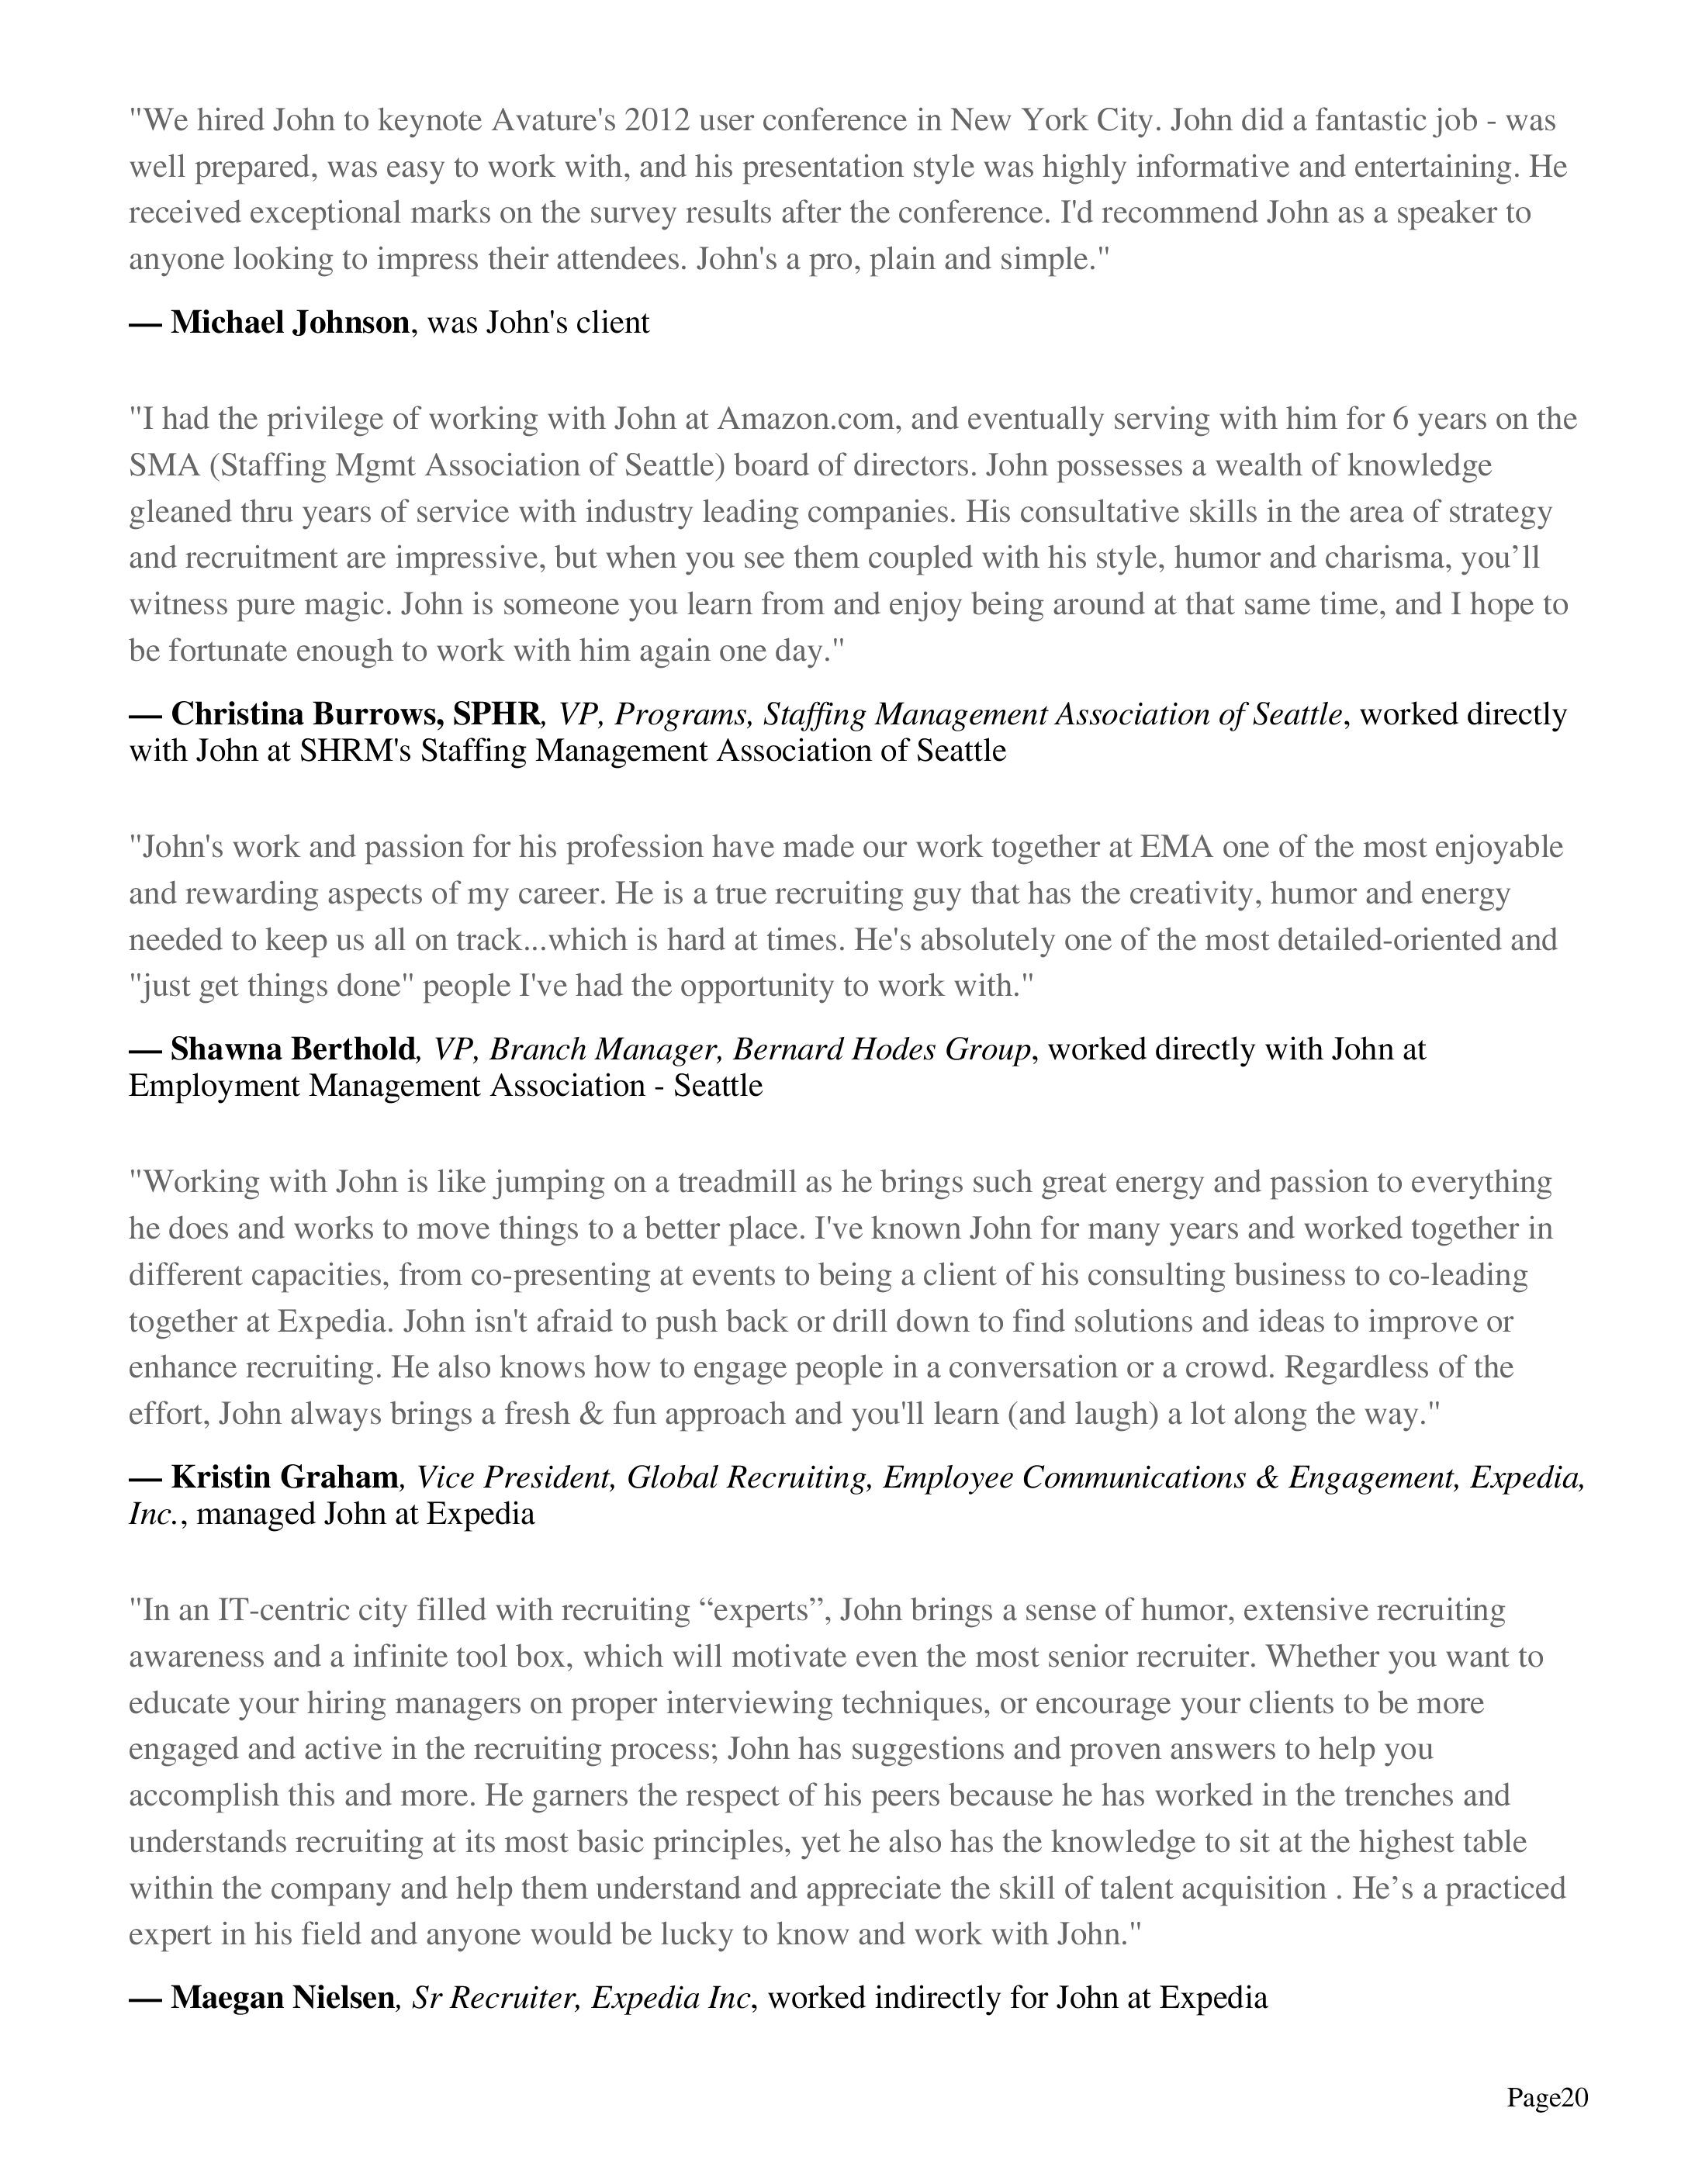 "We hired John to keynote Avature's 2012 user conference in New York City. John did a fantastic job - was
well prepared, was easy to work with, and his presentation style was highly informative and entertaining. He
received exceptional marks on the survey results after the conference. I'd recommend John as a speaker to
anyone looking to impress their attendees. John's a pro, plain and simple."
— Michael Johnson, was John's client
"I had the privilege of working with John at Amazon.com, and eventually serving with him for 6 years on the
SMA (Staffing Mgmt Association of Seattle) board of directors. John possesses a wealth of knowledge
gleaned thru years of service with industry leading companies. His consultative skills in the area of strategy
and recruitment are impressive, but when you see them coupled with his style, humor and charisma, you’ll
witness pure magic. John is someone you learn from and enjoy being around at that same time, and I hope to
be fortunate enough to work with him again one day."
— Christina Burrows, SPHR, VP, Programs, Staffing Management Association of Seattle, worked directly
with John at SHRM's Staffing Management Association of Seattle
"John's work and passion for his profession have made our work together at EMA one of the most enjoyable
and rewarding aspects of my career. He is a true recruiting guy that has the creativity, humor and energy
needed to keep us all on track...which is hard at times. He's absolutely one of the most detailed-oriented and
"just get things done" people I've had the opportunity to work with."
— Shawna Berthold, VP, Branch Manager, Bernard Hodes Group, worked directly with John at
Employment Management Association - Seattle
"Working with John is like jumping on a treadmill as he brings such great energy and passion to everything
he does and works to move things to a better place. I've known John for many years and worked together in
different capacities, from co-presenting at events to being a client of his consulting business to co-leading
together at Expedia. John isn't afraid to push back or drill down to find solutions and ideas to improve or
enhance recruiting. He also knows how to engage people in a conversation or a crowd. Regardless of the
effort, John always brings a fresh & fun approach and you'll learn (and laugh) a lot along the way."
— Kristin Graham, Vice President, Global Recruiting, Employee Communications & Engagement, Expedia,
Inc., managed John at Expedia
"In an IT-centric city filled with recruiting “experts”, John brings a sense of humor, extensive recruiting
awareness and a infinite tool box, which will motivate even the most senior recruiter. Whether you want to
educate your hiring managers on proper interviewing techniques, or encourage your clients to be more
engaged and active in the recruiting process; John has suggestions and proven answers to help you
accomplish this and more. He garners the respect of his peers because he has worked in the trenches and
understands recruiting at its most basic principles, yet he also has the knowledge to sit at the highest table
within the company and help them understand and appreciate the skill of talent acquisition . He’s a practiced
expert in his field and anyone would be lucky to know and work with John."
— Maegan Nielsen, Sr Recruiter, Expedia Inc, worked indirectly for John at Expedia
Page20